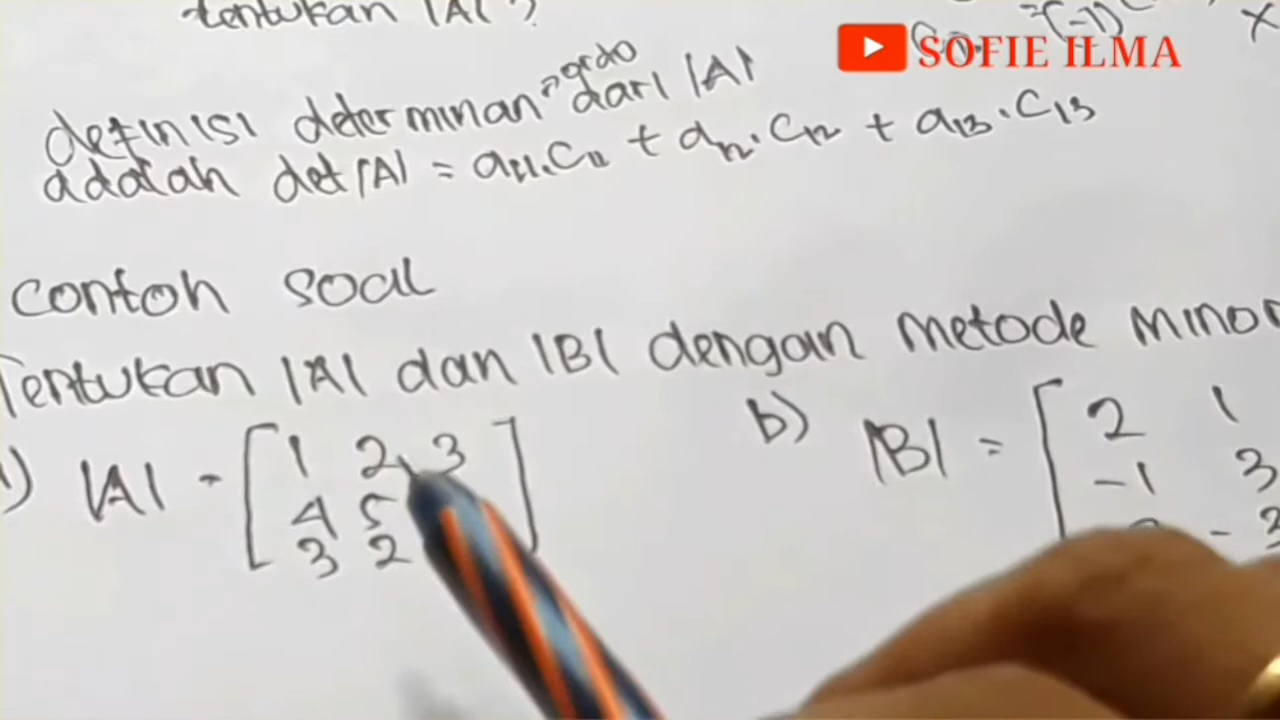 tentukan |A| ?
SOFIE ILMA
definisi determinan "ordo
dari |A|
adalah det |A| = a11.C11 + a12.C12 + a13.C13
contoh soal
Tentukan |A| dan |B| dengan metode minor
|A| = [ 1 2 3 ]
4 5
3 2
b) |B| = [ 2 1
-1 3